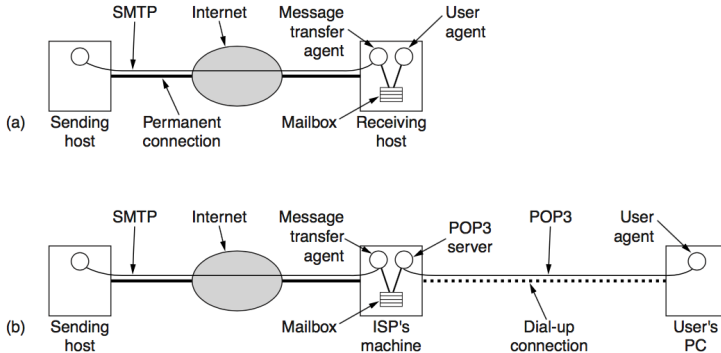 SMTP
Internet
Message
transfer
agent
User
agent
(a)
Sending
host
Permanent
connection
Mailbox
Receiving
host
SMTP
Internet
Message
transfer
agent
POP3
server
POP3
User
agent
(b)
Sending
host
Mailbox
ISP's
machine
Dial-up
connection
User's
PC